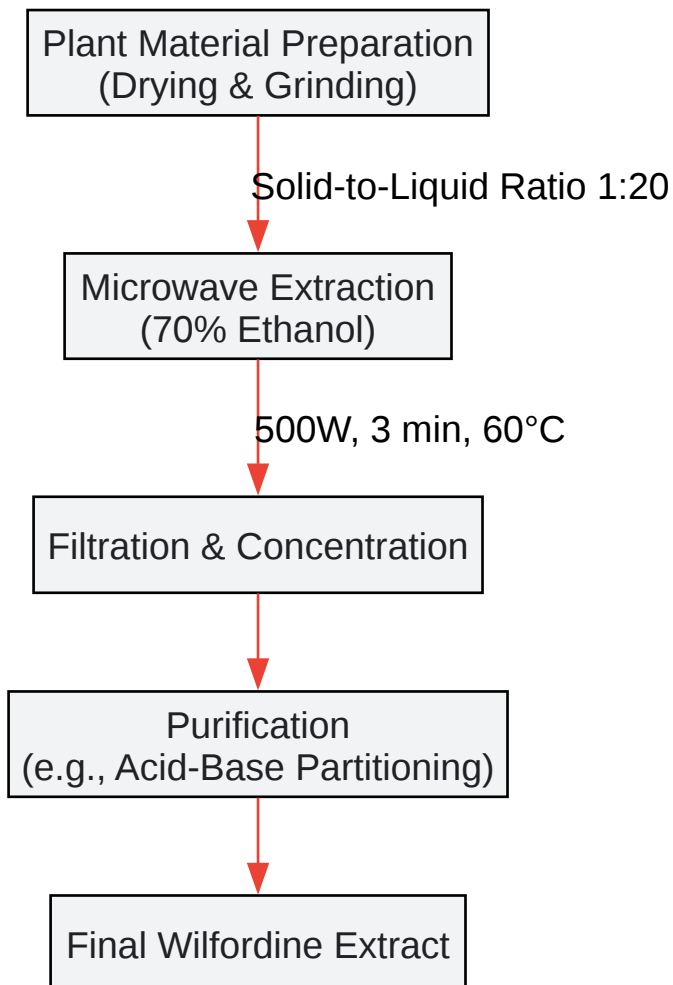 Plant Material Preparation
(Drying & Grinding)
Solid-to-Liquid Ratio 1:20
Microwave Extraction
(70% Ethanol)
500W, 3 min, 60°C
Filtration & Concentration
Purification
(e.g., Acid-Base Partitioning)
Final Wilfordine Extract